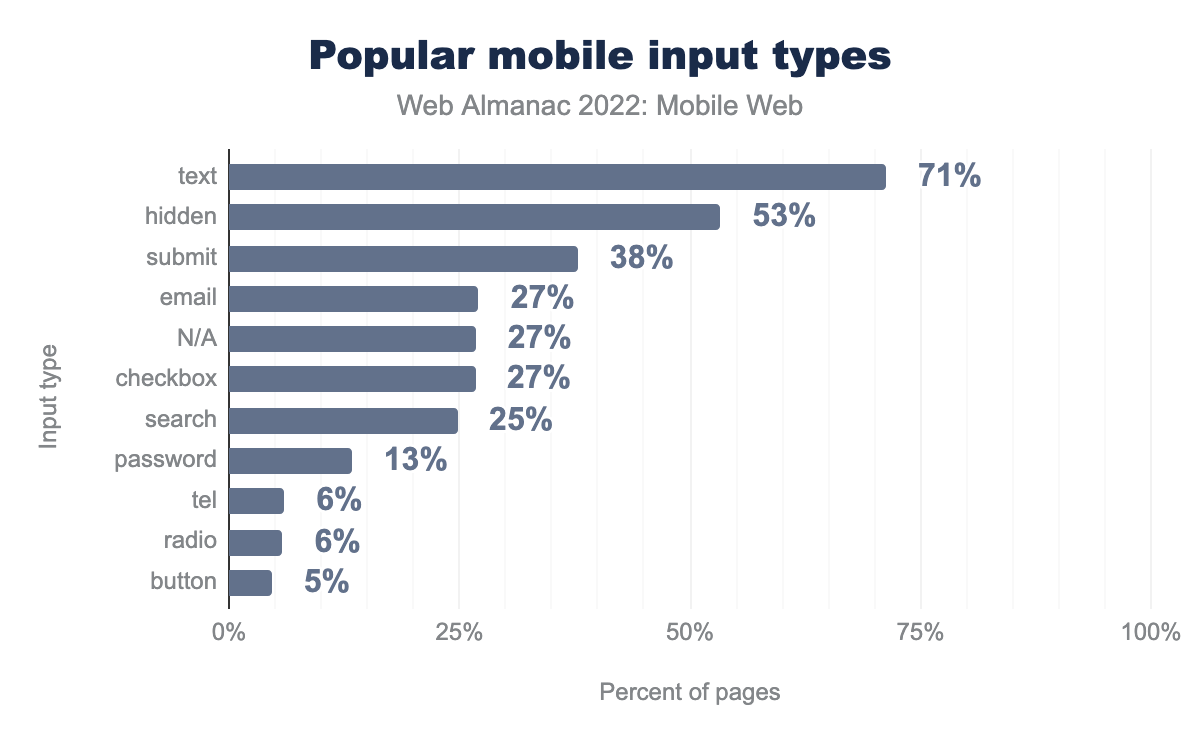 Popular mobile input types
Web Almanac 2022: Mobile Web
Input type
text 71%
hidden 53%
submit 38%
email 27%
N/A 27%
checkbox 27%
search 25%
password 13%
tel 6%
radio 6%
button 5%
0% 25% 50% 75% 100%
Percent of pages